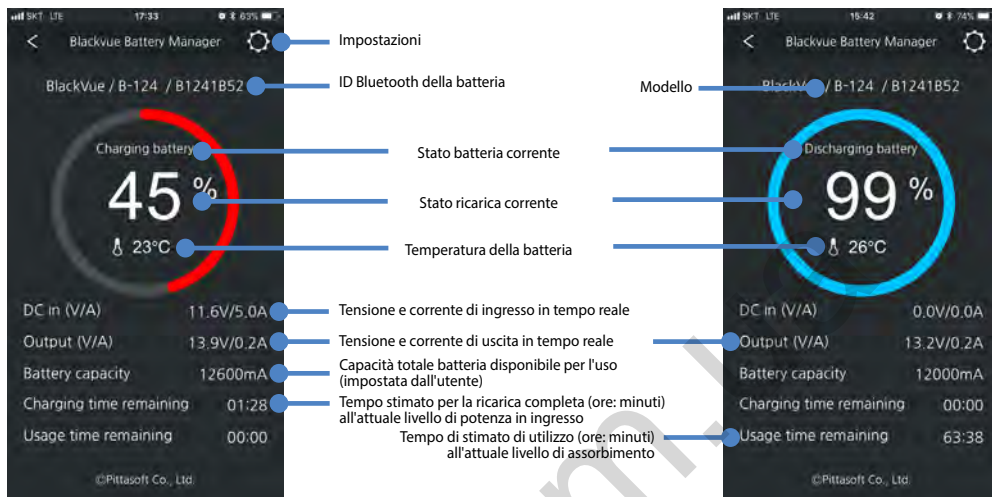 SKT LTE 17:33 63%
Blackvue Battery Manager
BlackVue / B-124 / B1241B52
Charging battery
45 %
23°C
DC in (V/A) 11.6V/5.0A
Output (V/A) 13.9V/0.2A
Battery capacity 12600mA
Charging time remaining 01:28
Usage time remaining 00:00
©Pittasoft Co., Ltd.
Impostazioni
ID Bluetooth della batteria
Modello
Stato batteria corrente
Stato ricarica corrente
Temperatura della batteria
Tensione e corrente di ingresso in tempo reale
Tensione e corrente di uscita in tempo reale
Capacità totale batteria disponibile per l'uso
(impostata dall'utente)
Tempo stimato per la ricarica completa (ore: minuti)
all'attuale livello di potenza in ingresso
Tempo di stimato di utilizzo (ore: minuti)
all'attuale livello di assorbimento
SKT LTE 15:42 74%
Blackvue Battery Manager
BlackVue / B-124 / B1241B52
Discharging battery
99 %
26°C
DC in (V/A) 0.0V/0.0A
Output (V/A) 13.2V/0.2A
Battery capacity 12000mA
Charging time remaining 00:00
Usage time remaining 63:38
©Pittasoft Co., Ltd.